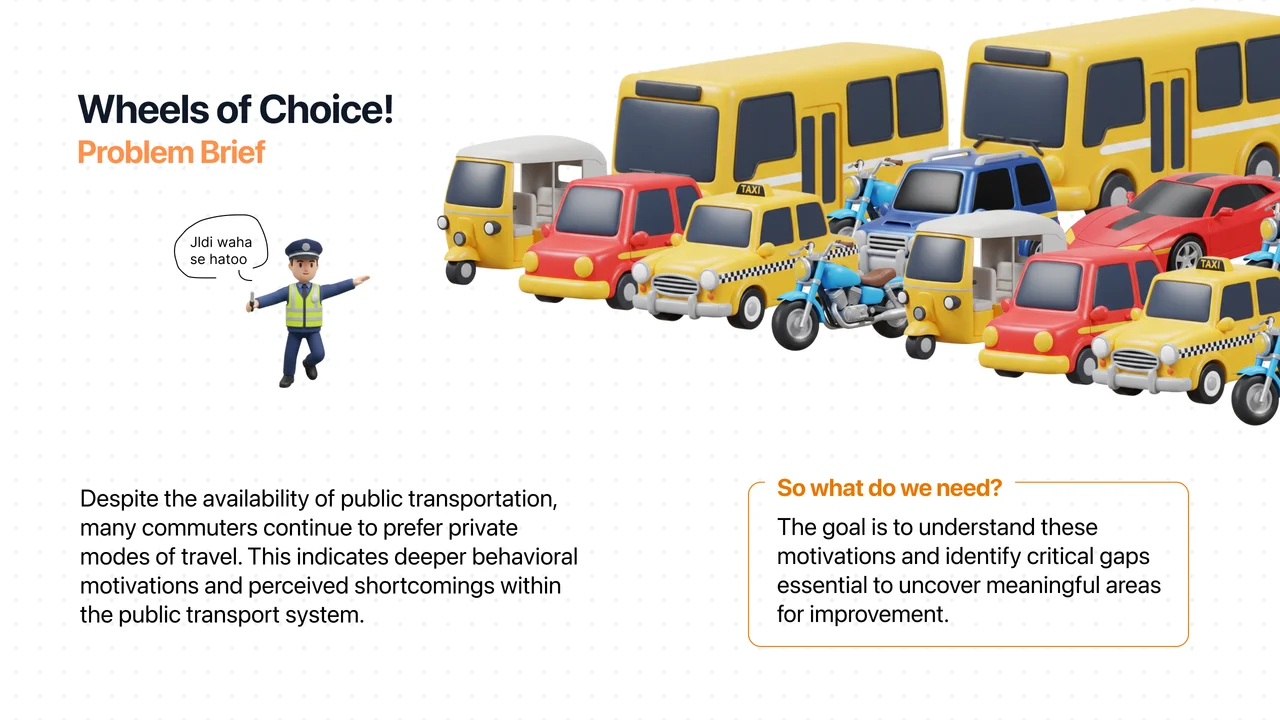 Wheels of Choice!
Problem Brief
Jldi waha
se hatoo
TAXI
TAXI
Despite the availability of public transportation,
many commuters continue to prefer private
modes of travel. This indicates deeper behavioral
motivations and perceived shortcomings within
the public transport system.
So what do we need?
The goal is to understand these
motivations and identify critical gaps
essential to uncover meaningful areas
for improvement.